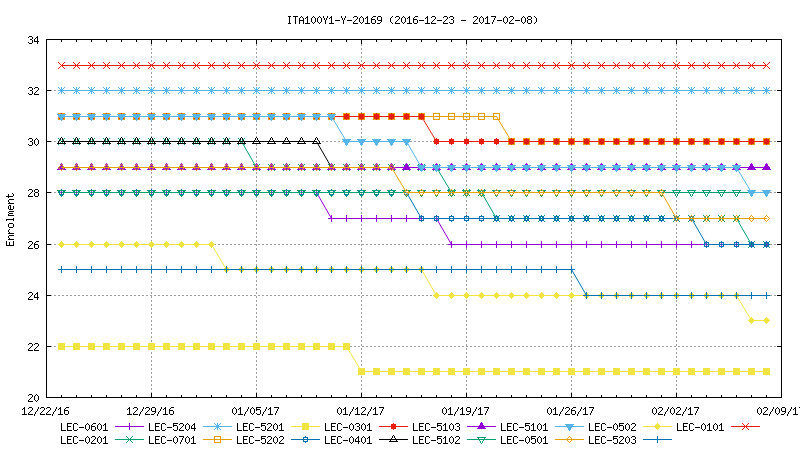 ITA100Y1-Y-20169 (2016-12-23 - 2017-02-08)
34
32
30
28
26
24
22
20
Enrolment
12/22/16 12/29/16 01/05/17 01/12/17 01/19/17 01/26/17 02/02/17 02/09/17
LEC-0601 LEC-5204 LEC-5201 LEC-0301 LEC-5103 LEC-5101 LEC-0502 LEC-0101
LEC-0201 LEC-0701 LEC-5202 LEC-0401 LEC-5102 LEC-0501 LEC-5203